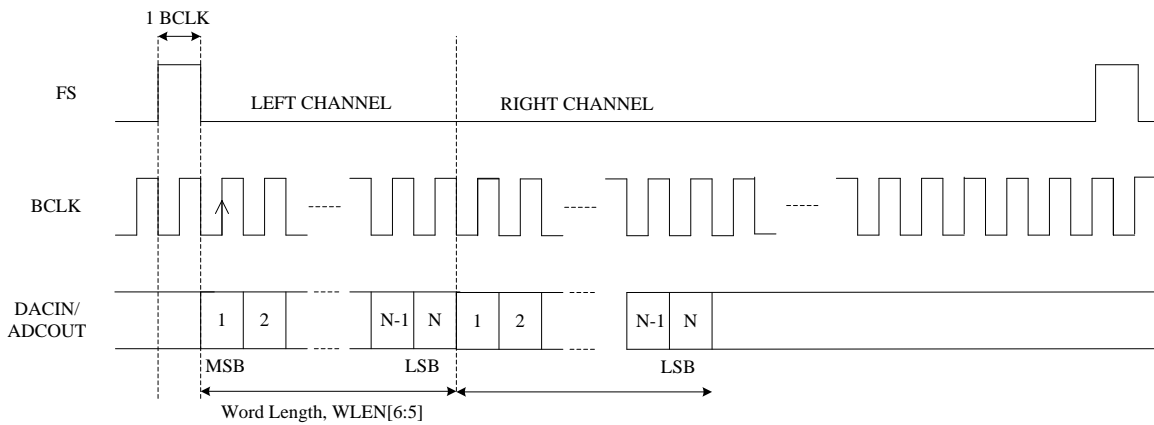 1 BCLK
FS
LEFT CHANNEL
RIGHT CHANNEL
BCLK
DACIN/
ADCOUT
1
2
N-1
N
1
2
N-1
N
MSB
LSB
LSB
Word Length, WLEN[6:5]